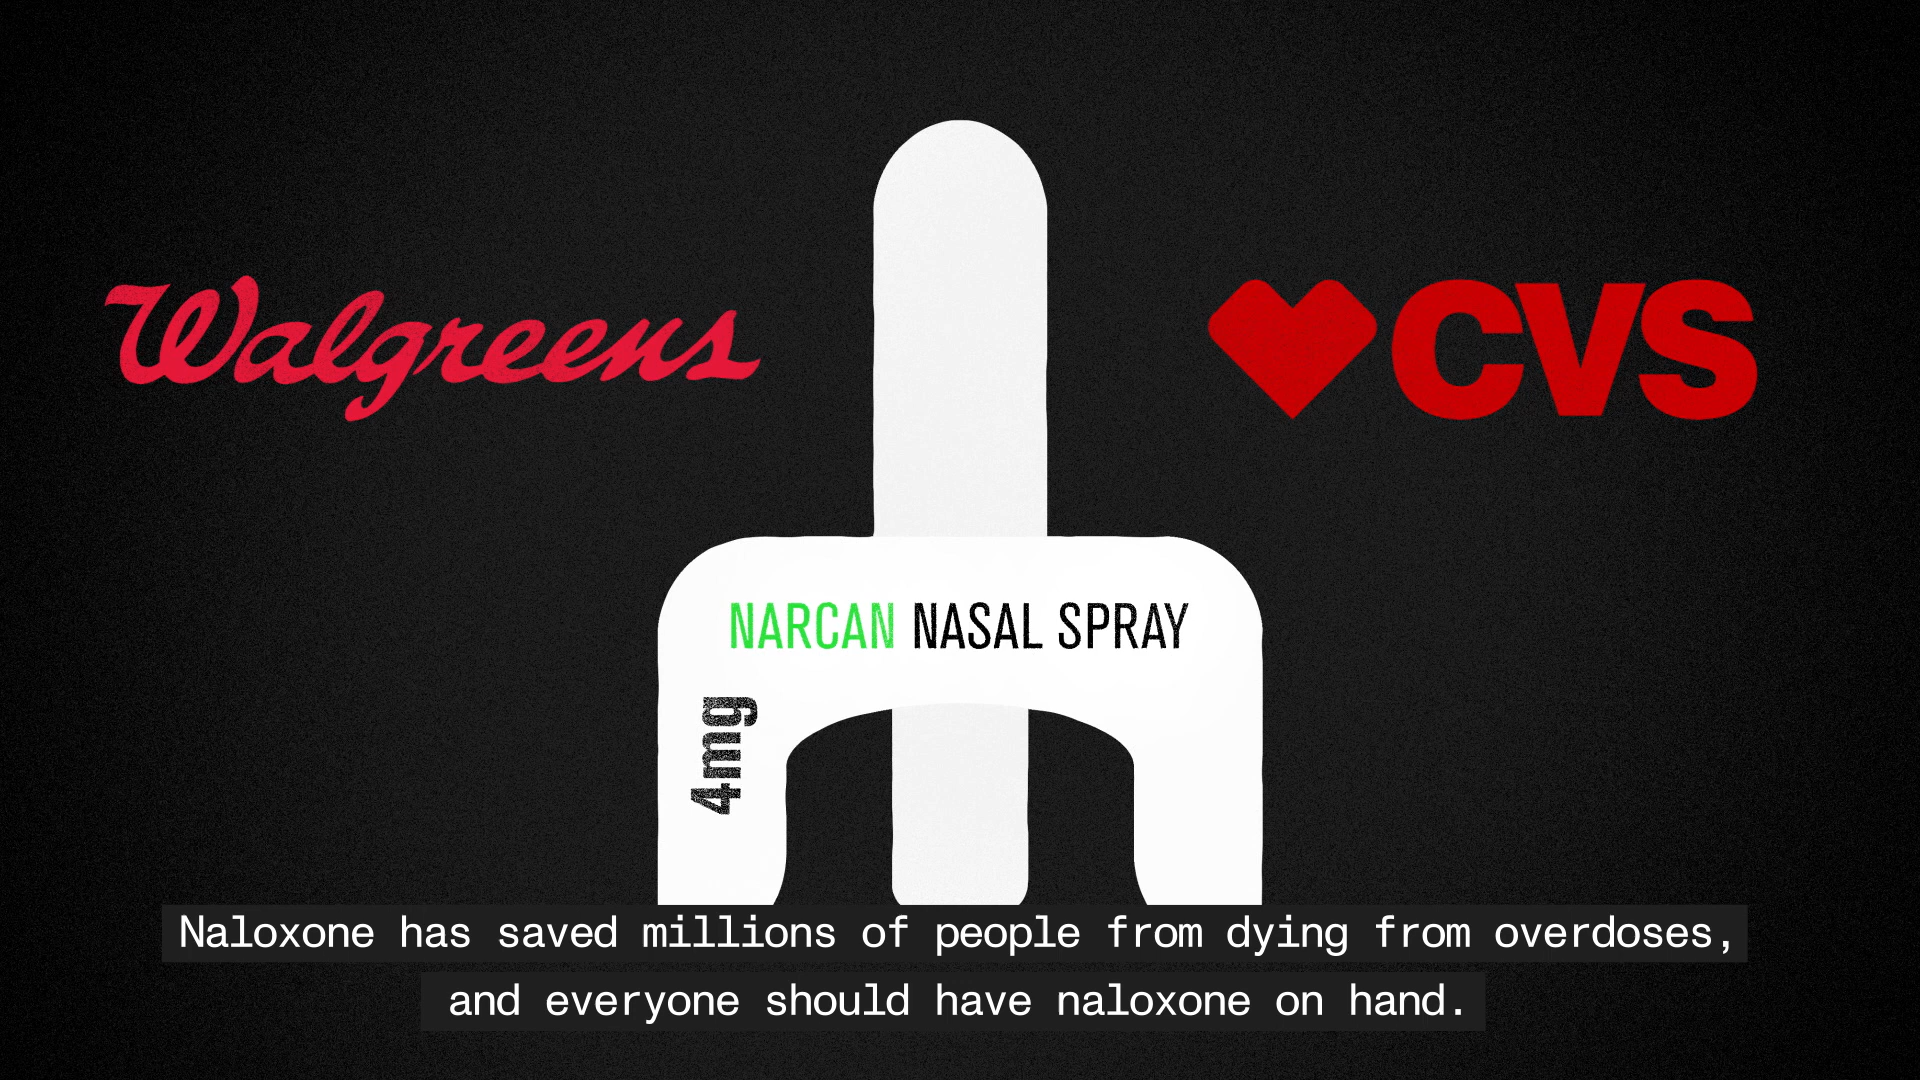 Walgreens
CVS
NARCAN NASAL SPRAY
4mg
Naloxone has saved millions of people from dying from overdoses,
and everyone should have naloxone on hand.